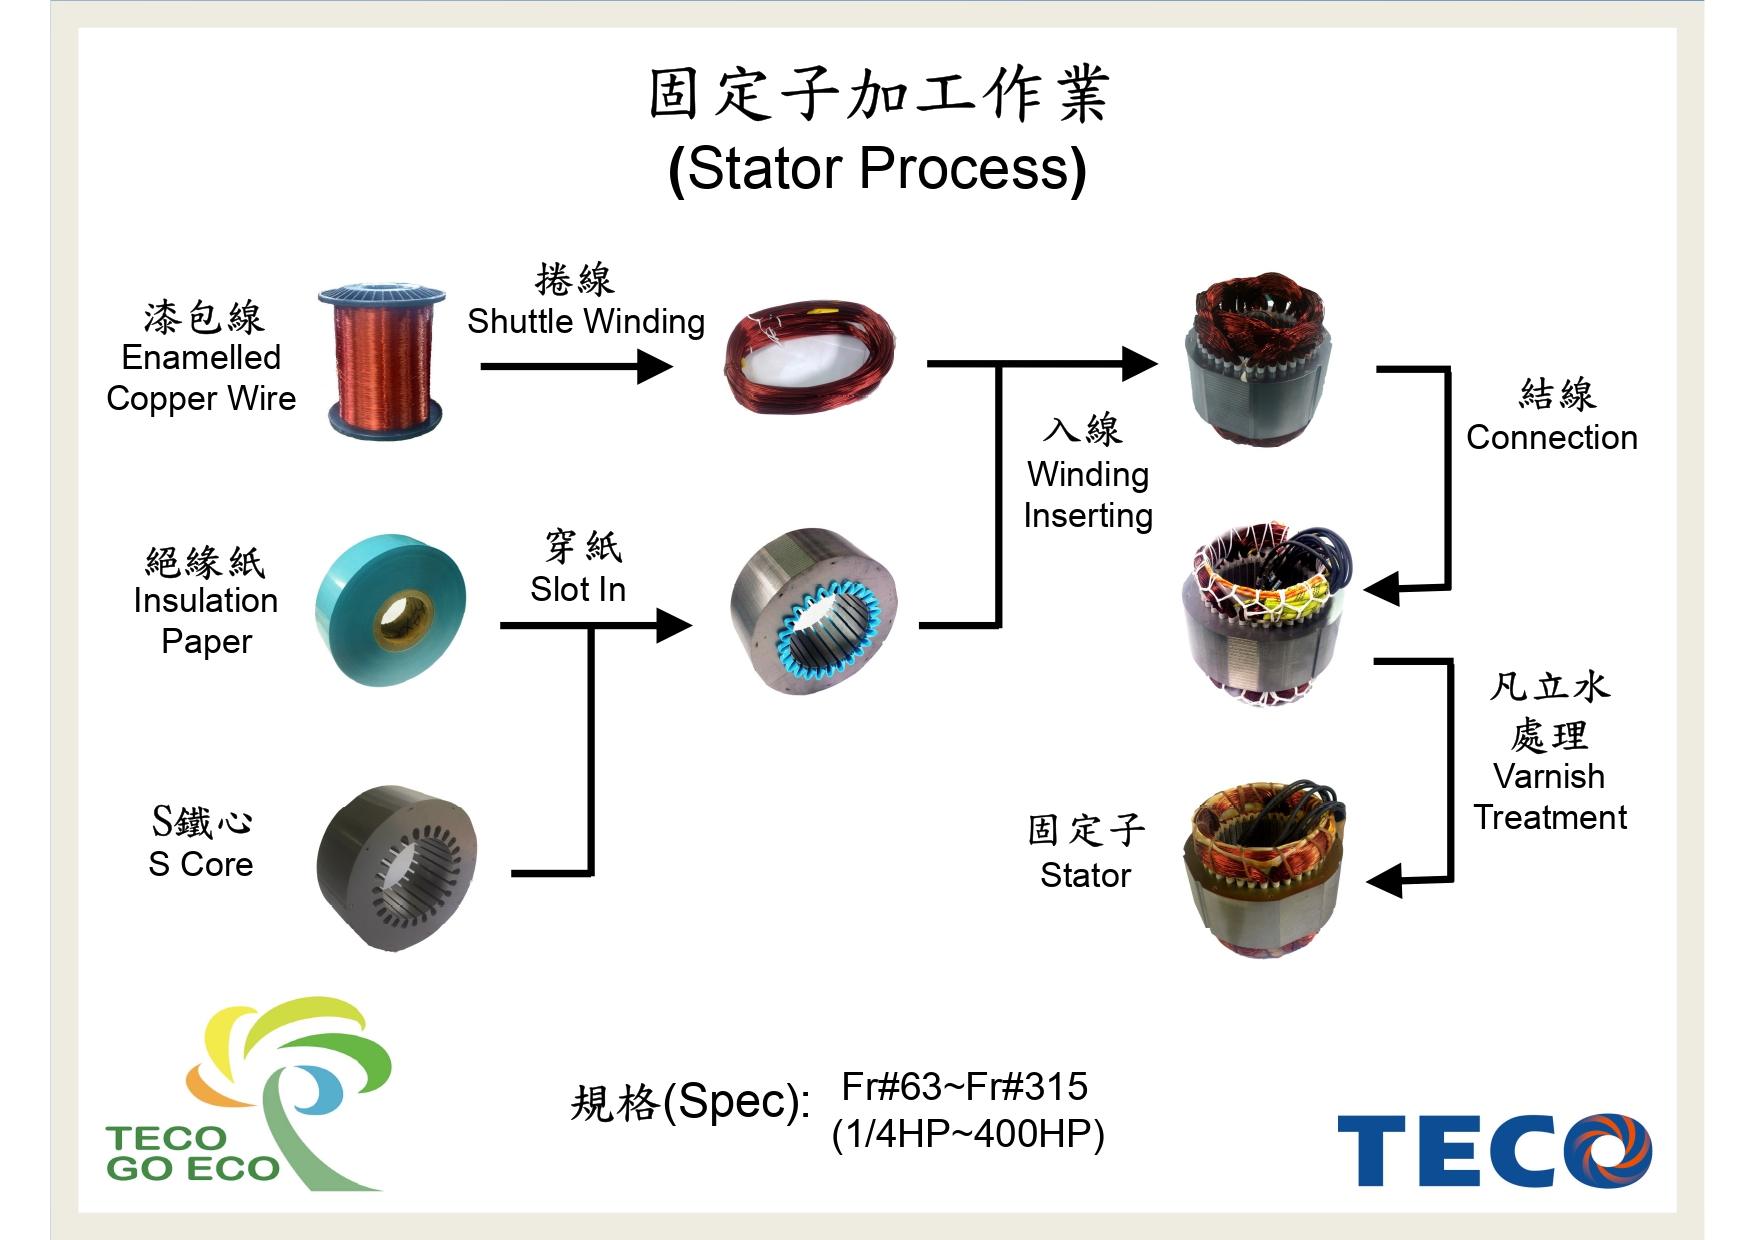 固定子加工作業
(Stator Process)
漆包線
Enamelled
Copper Wire
捲線
Shuttle Winding
入線
Winding
Inserting
結線
Connection
絕緣紙
Insulation
Paper
穿紙
Slot In
凡立水
處理
Varnish
Treatment
S鐵心
S Core
固定子
Stator
TECO
GO ECO
規格(Spec):
Fr#63~Fr#315
(1/4HP~400HP)
TECO